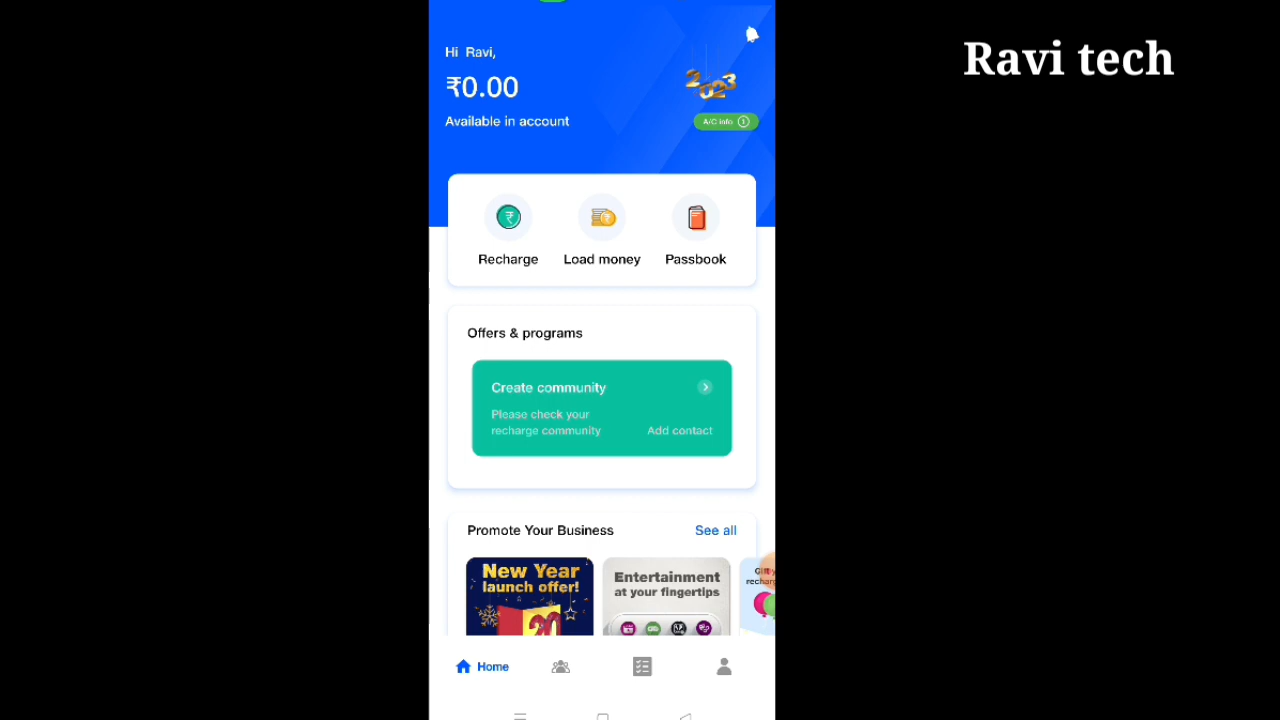 Ravi tech
Hi Ravi,
₹0.00
2023
Available in account
A/C info
Recharge
Load money
Passbook
Offers & programs
Create community
Please check your
recharge community
Add contact
Promote Your Business
See all
New Year
launch offer!
20
Entertainment
at your fingertips
Home